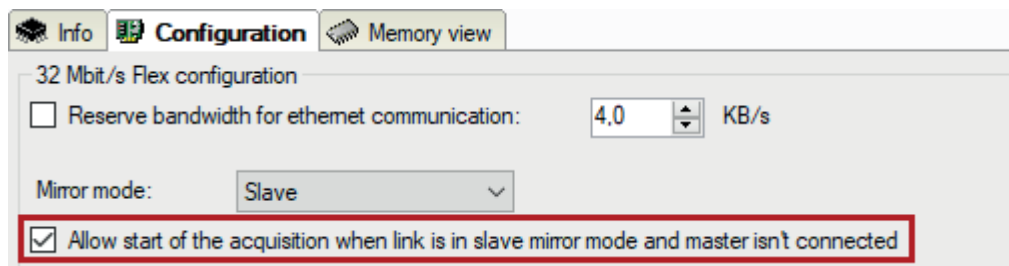 Info Configuration Memory view
32 Mbit/s Flex configuration
Reserve bandwidth for ethernet communication: 4,0 KB/s
Mirror mode: Slave
Allow start of the acquisition when link is in slave mirror mode and master isn't connected